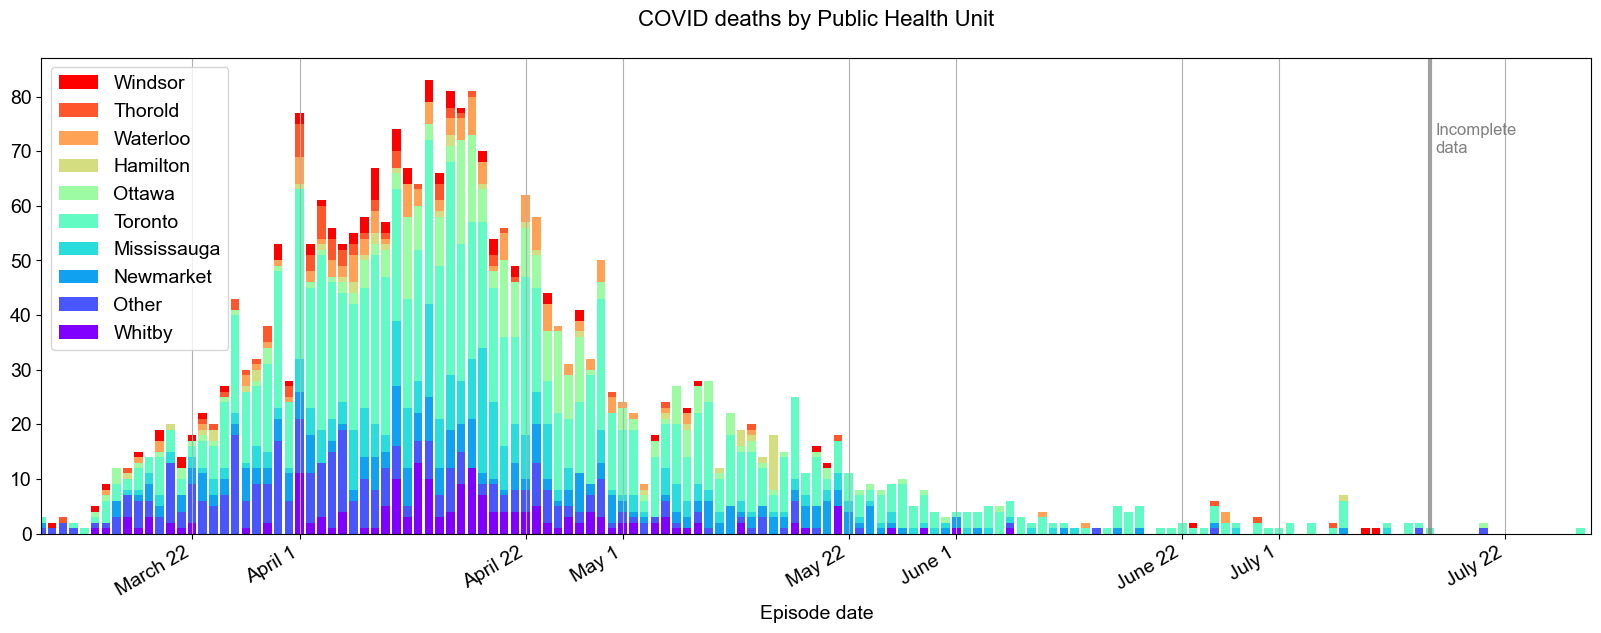 COVID deaths by Public Health Unit
Windsor
Thorold
Waterloo
Hamilton
Ottawa
Toronto
Mississauga
Newmarket
Other
Whitby
80
70
60
50
40
30
20
10
0
Incomplete
data
March 22
April 1
April 22
May 1
May 22
June 1
June 22
July 1
July 22
Episode date